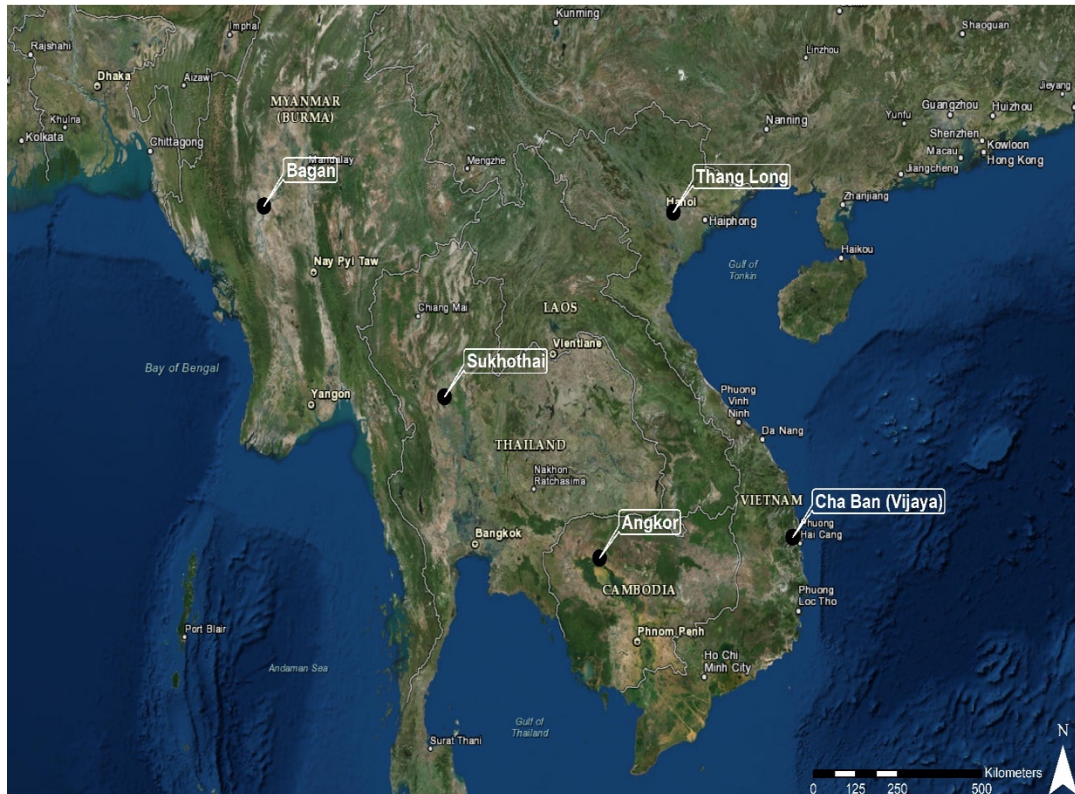 Kunming
Imphal
Shaoguan
Rajshahi
Linzhou
Dhaka
Aizawl
Jieyang
MYANMAR
(BURMA)
Guangzhou
Huizhou
Khulna
Yunfu
Nanning
Kolkata
Shenzhen
Chittagong
Kowloon
Macau
Hong Kong
Mandalay
Mengzhe
Jiangcheng
Bagan
Thang Long
Zhanjiang
Hanoi
Haiphong
Haikou
Nay Pyi Taw
Gulf of
Tonkin
Chiang Mai
LAOS
Vientiane
Sukhothai
Bay of Bengal
Yangon
Phuong
Vinh
Ninh
Da Nang
THAILAND
Nakhon
Ratchasima
VIETNAM
Cha Ban (Vijaya)
Angkor
Phuong
Hai Cang
Bangkok
CAMBODIA
Phuong
Loc Tho
Port Blair
Phnom Penh
Andaman Sea
Ho Chi
Minh City
Gulf of
Thailand
Surat Thani
N
Kilometers
0 125 250 500